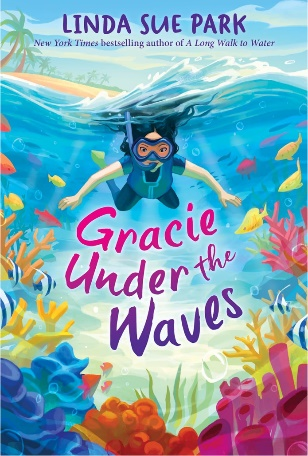 LINDA SUE PARK
New York Times bestselling author of A Long Walk to Water
Gracie
Under the
Waves